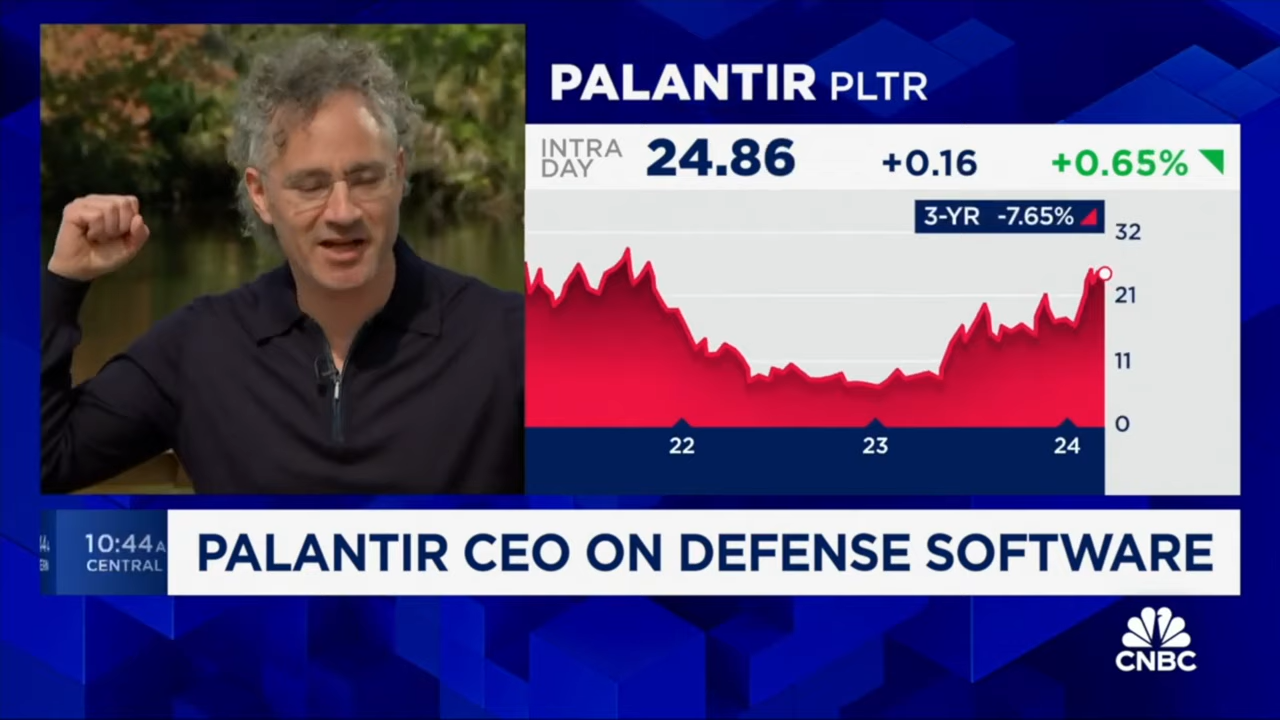 PALANTIR PLTR
INTRA DAY 24.86 +0.16 +0.65%
3-YR -7.65%
32
21
11
0
22 23 24
10:44 A
CENTRAL
PALANTIR CEO ON DEFENSE SOFTWARE
CNBC